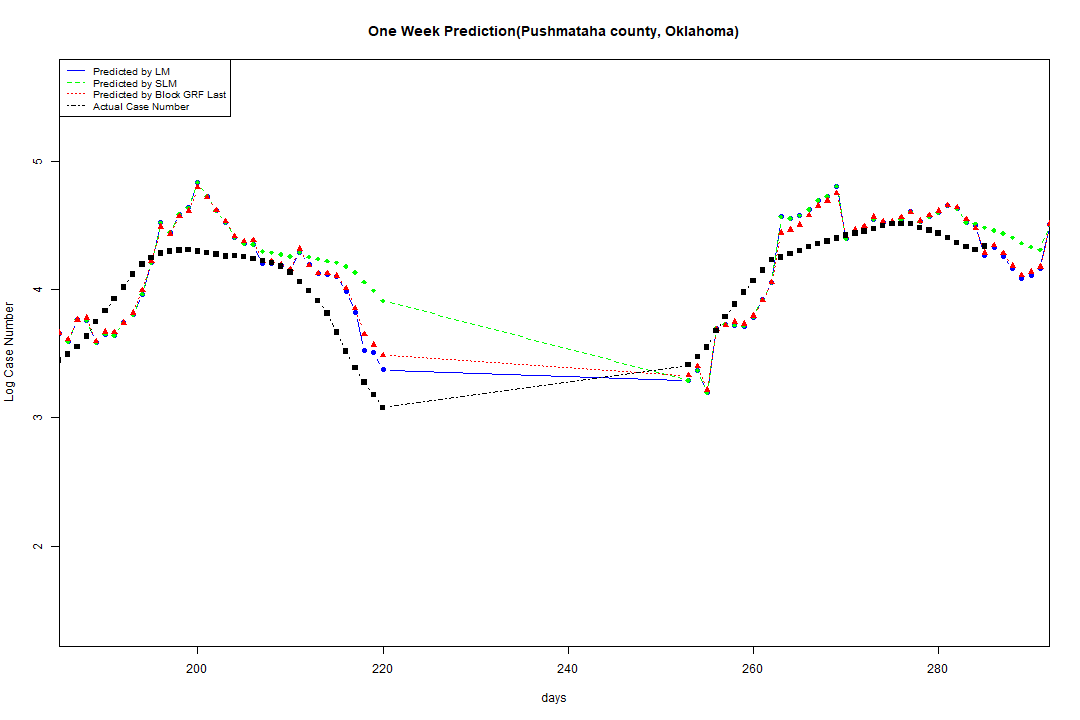 One Week Prediction(Pushmataha county, Oklahoma)
Predicted by LM
Predicted by SLM
Predicted by Block GRF Last
Actual Case Number
5
4
3
2
Log Case Number
200
220
240
260
280
days